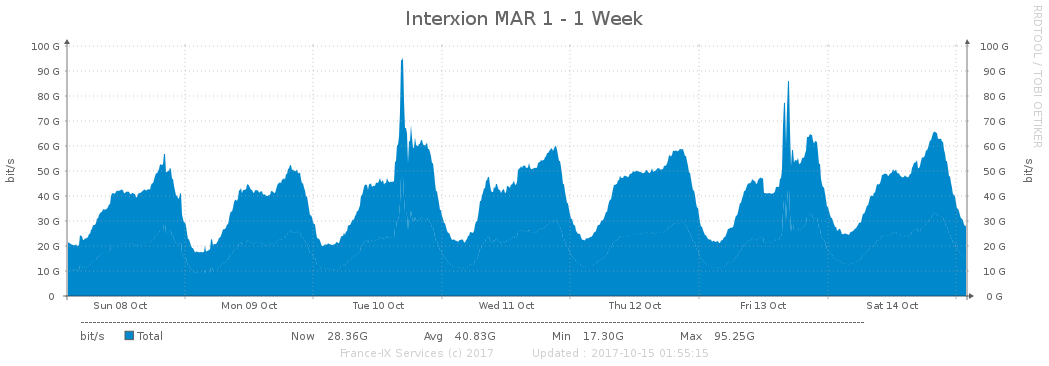 Interxion MAR 1 - 1 Week
RRDTOOL / TOBI OETIKER
bit/s
bit/s
100 G 100 G
90 G 90 G
80 G 80 G
70 G 70 G
60 G 60 G
50 G 50 G
40 G 40 G
30 G 30 G
20 G 20 G
10 G 10 G
0 0 G
Sun 08 Oct Mon 09 Oct Tue 10 Oct Wed 11 Oct Thu 12 Oct Fri 13 Oct Sat 14 Oct
bit/s Total Now 28.36G Avg 40.83G Min 17.30G Max 95.25G
France-IX Services (c) 2017 Updated : 2017-10-15 01:55:15